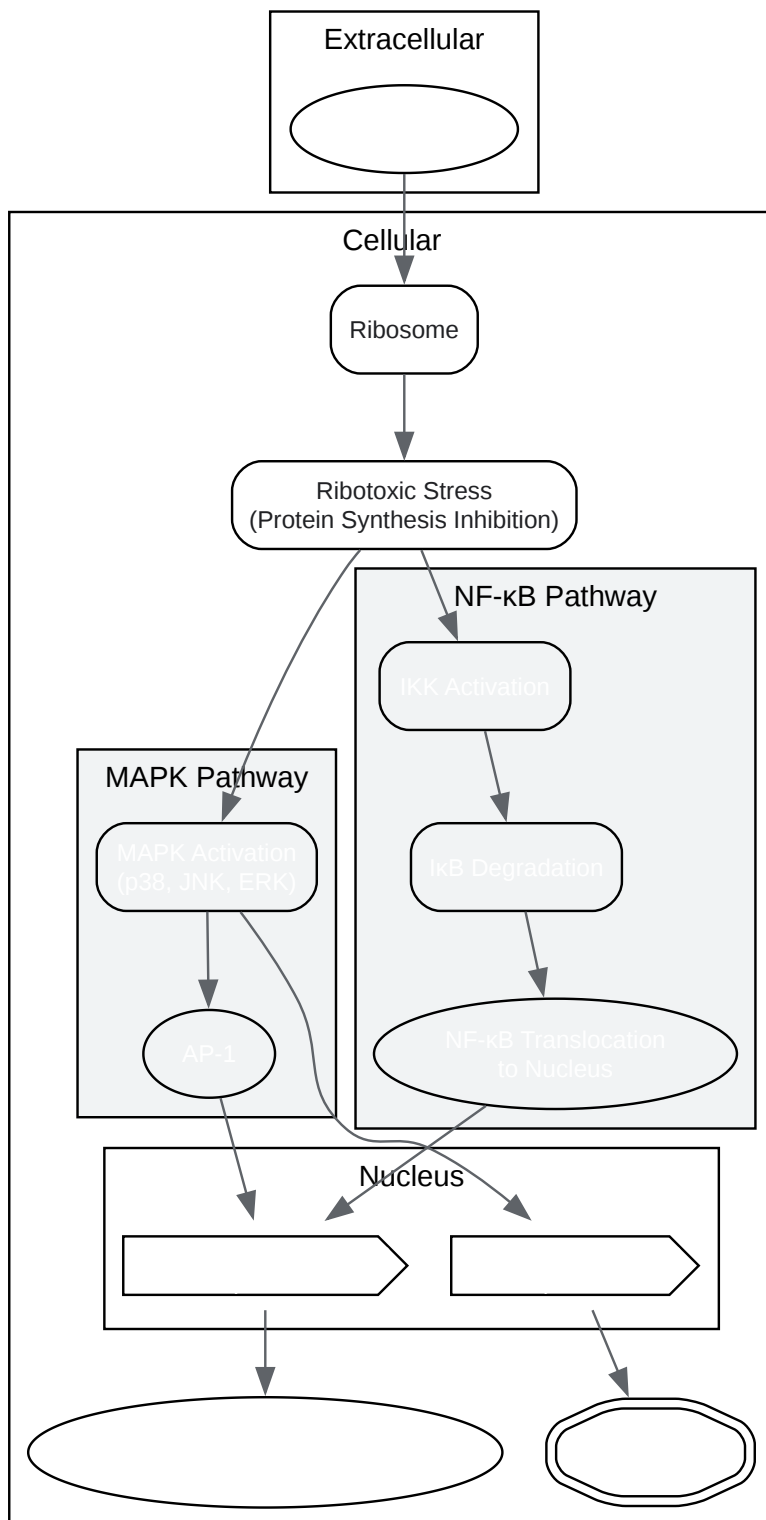 Extracellular
Cellular
Ribosome
Ribotoxic Stress
(Protein Synthesis Inhibition)
NF-κB Pathway
IKK Activation
MAPK Pathway
MAPK Activation
(p38, JNK, ERK)
IκB Degradation
AP-1
NF-κB Translocation
to Nucleus
Nucleus